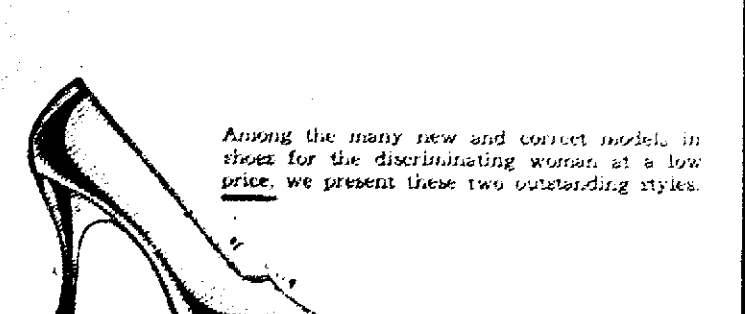 Among the many new and correct models in
shoes for the discriminating woman at a low
price, we present these two outstanding styles.